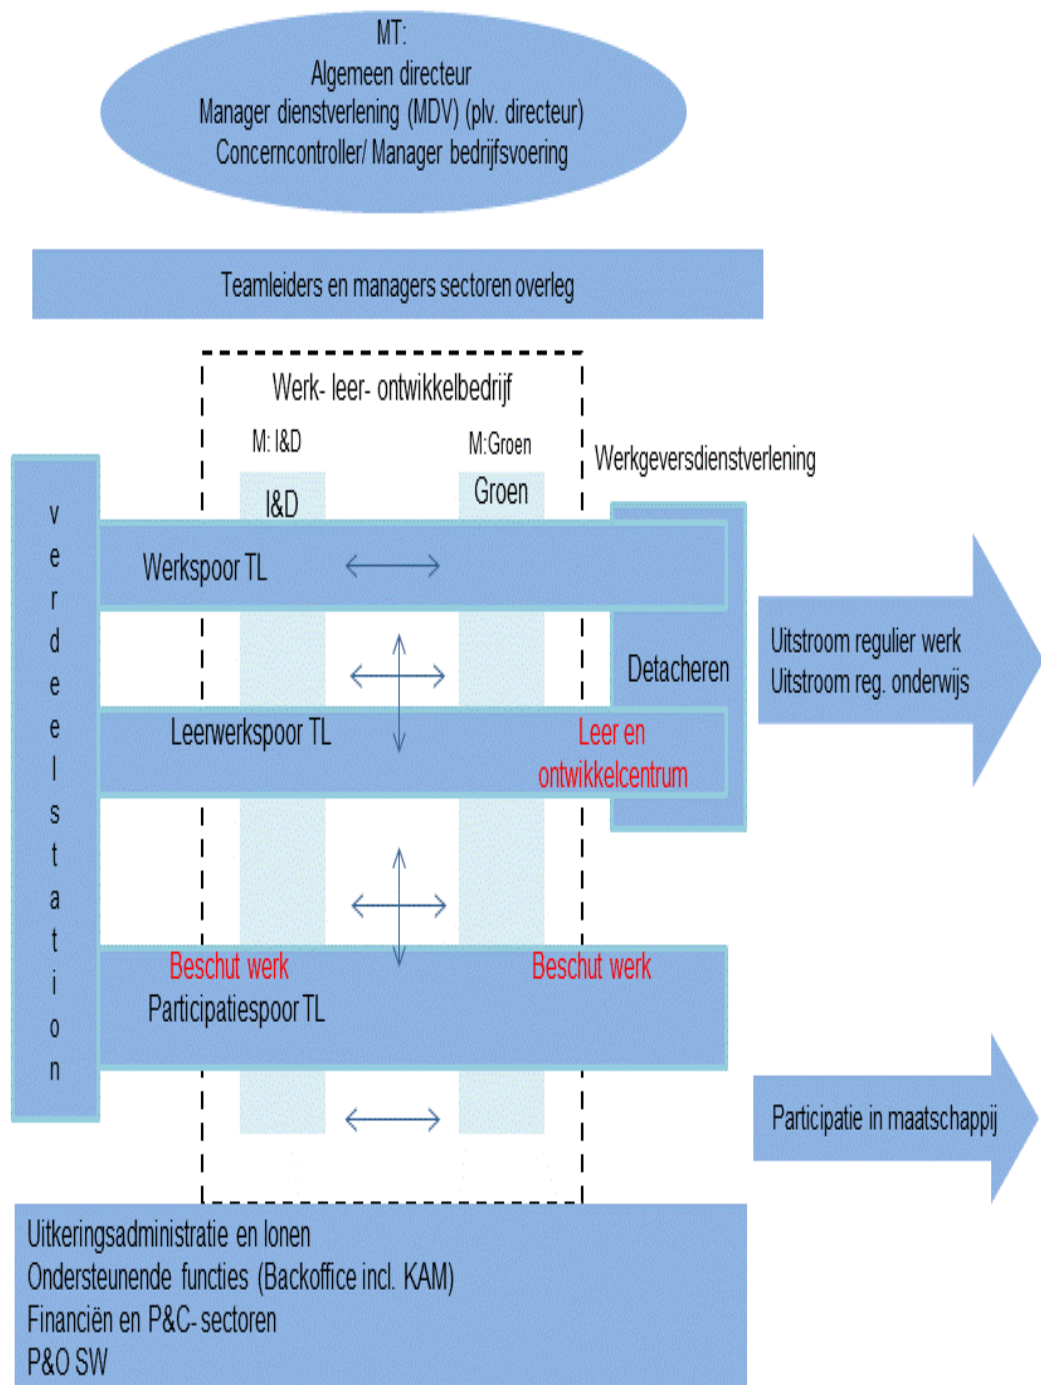 MT:
Algemeen directeur
Manager dienstverlening (MDV) (plv. directeur)
Concerncontroller/ Manager bedrijfsvoering
Teamleiders en managers sectoren overleg
Werk- leer- ontwikkelbedrijf
M: I&D
M:Groen
Werkgeversdienstverlening
I&D
Groen
verdeelstation
Werkspoor TL
Detacheren
Uitstroom regulier werk
Uitstroom reg. onderwijs
Leerwerkspoor TL
Leer en
ontwikkelcentrum
Beschut werk
Beschut werk
Participatiespoor TL
Participatie in maatschappij
Uitkeringsadministratie en lonen
Ondersteunende functies (Backoffice incl. KAM)
Financiën en P&C- sectoren
P&O SW